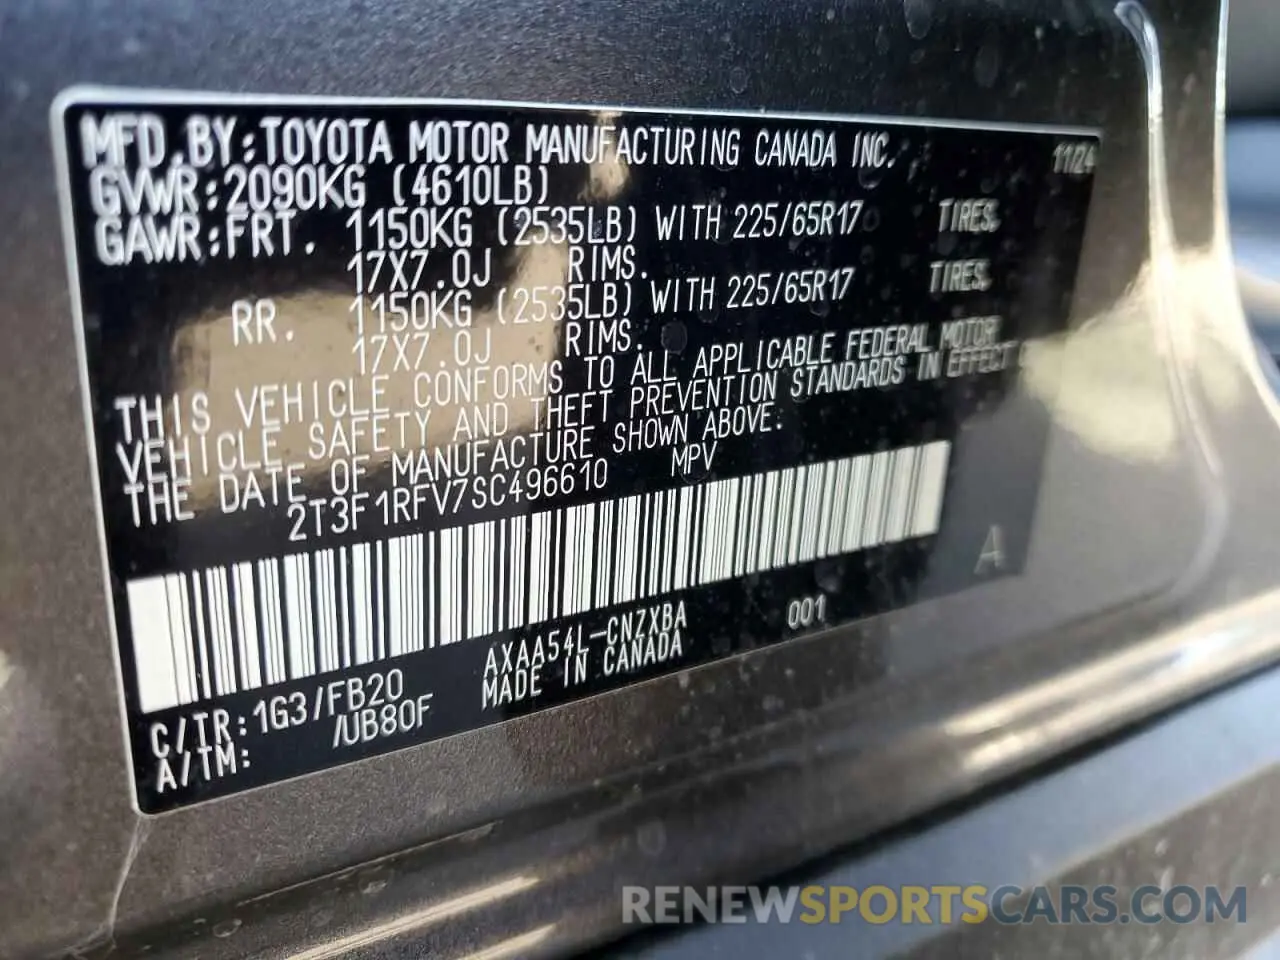 MFD.BY:TOYOTA MOTOR MANUFACTURING CANADA INC. 11/24
GVWR:2090KG (4610LB)
GAWR:FRT. 1150KG (2535LB) WITH 225/65R17 TIRES,
17X7.0J RIMS.
RR. 1150KG (2535LB) WITH 225/65R17 TIRES,
17X7.0J RIMS.
THIS VEHICLE CONFORMS TO ALL APPLICABLE FEDERAL MOTOR
VEHICLE SAFETY AND THEFT PREVENTION STANDARDS IN EFFECT ON
THE DATE OF MANUFACTURE SHOWN ABOVE:
2T3F1RFV7SC496610 MPV
A
C/TR:1G3/FB20 AXAA54L-CNZXBA 001
A/TM: /UB80F MADE IN CANADA
RENEWSPORTSCARS.COM